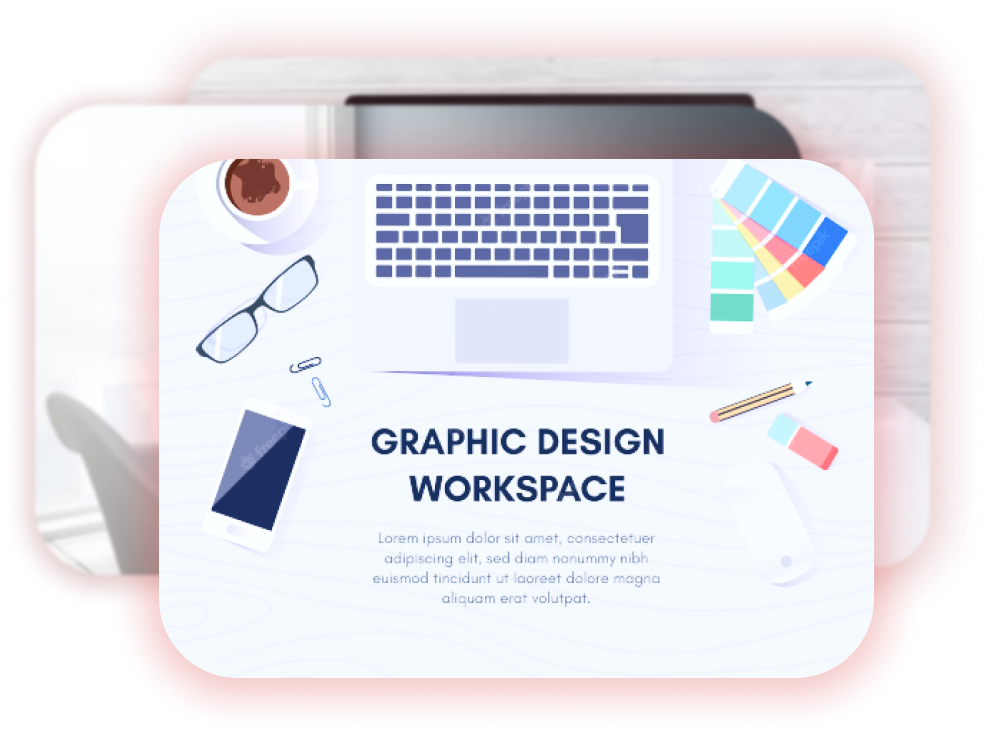 GRAPHIC DESIGN
WORKSPACE
Lorem ipsum dolor sit amet, consectetuer
adipiscing elit, sed diam nonummy nibh
euismod tincidunt ut laoreet dolore magna
aliquam erat volutpat.